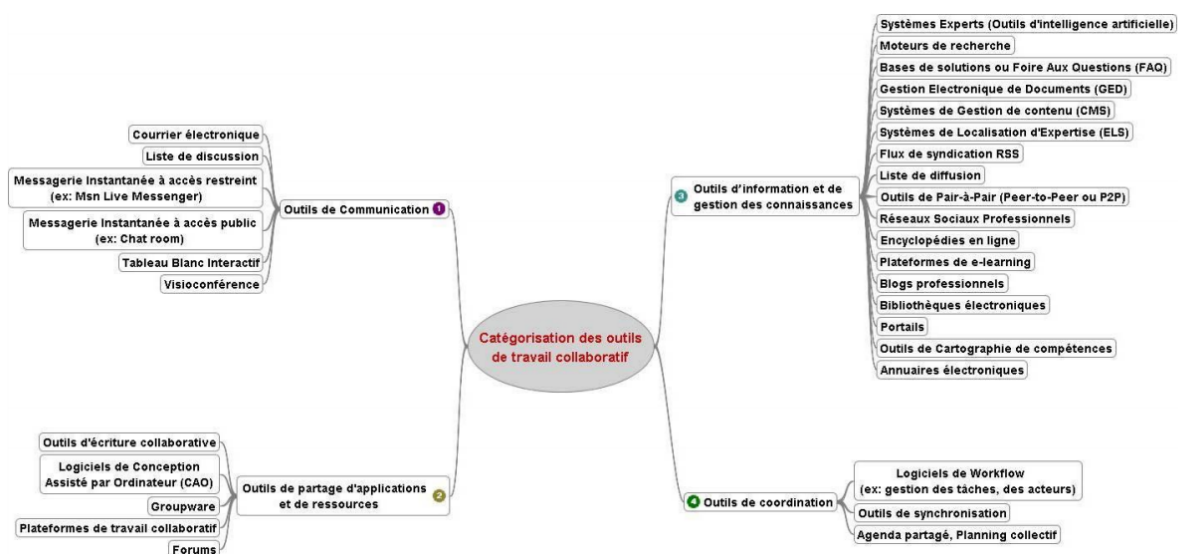 Catégorisation des outils
de travail collaboratif
Outils de Communication 1
Courrier électronique
Liste de discussion
Messagerie Instantanée à accès restreint
(ex: Msn Live Messenger)
Messagerie Instantanée à accès public
(ex: Chat room)
Tableau Blanc Interactif
Visioconférence
Outils de partage d'applications
et de ressources
2
Outils d'écriture collaborative
Logiciels de Conception
Assisté par Ordinateur (CAO)
Groupware
Plateformes de travail collaboratif
Forums
3
Outils d'information et de
gestion des connaissances
Systèmes Experts (Outils d'intelligence artificielle)
Moteurs de recherche
Bases de solutions ou Foire Aux Questions (FAQ)
Gestion Electronique de Documents (GED)
Systèmes de Gestion de contenu (CMS)
Systèmes de Localisation d'Expertise (ELS)
Flux de syndication RSS
Liste de diffusion
Outils de Pair-à-Pair (Peer-to-Peer ou P2P)
Réseaux Sociaux Professionnels
Encyclopédies en ligne
Plateformes de e-learning
Blogs professionnels
Bibliothèques électroniques
Portails
Outils de Cartographie de compétences
Annuaires électroniques
4 Outils de coordination
Logiciels de Workflow
(ex: gestion des tâches, des acteurs)
Outils de synchronisation
Agenda partagé, Planning collectif